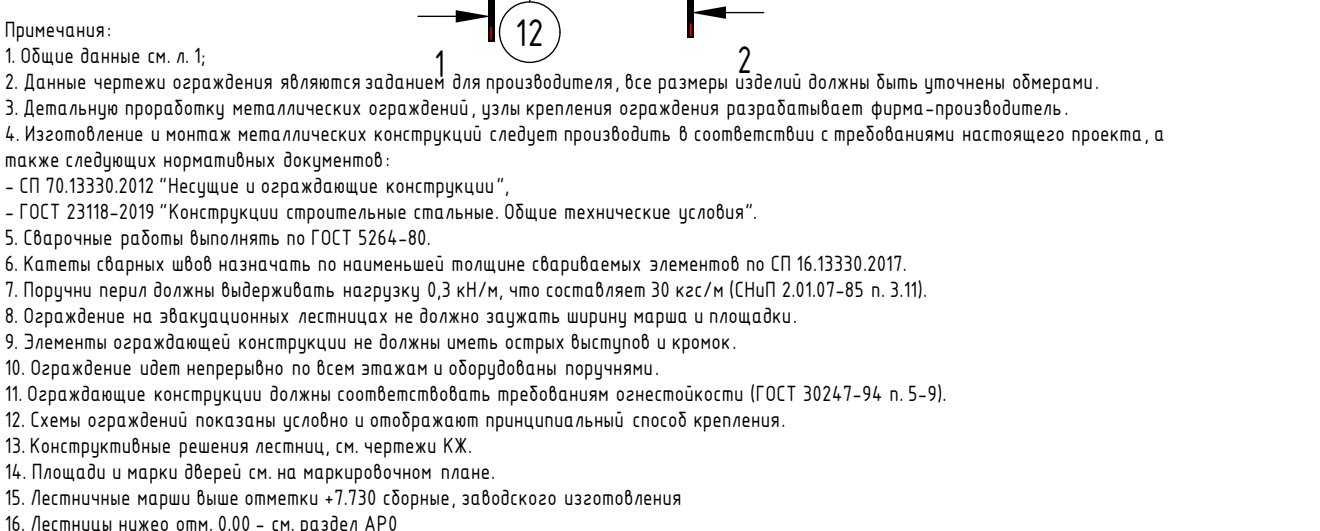 12
1
2
Примечания:
1. Общие данные см. л. 1;
2. Данные чертежи ограждения являются заданием для производителя, все размеры изделий должны быть уточнены обмерами.
3. Детальную проработку металлических ограждений, узлы крепления ограждения разрабатывает фирма-производитель.
4. Изготовление и монтаж металлических конструкций следует производить в соответствии с требованиями настоящего проекта, а
также следующих нормативных документов:
- СП 70.13330.2012 "Несущие и ограждающие конструкции",
- ГОСТ 23118-2019 "Конструкции строительные стальные. Общие технические условия".
5. Сварочные работы выполнять по ГОСТ 5264-80.
6. Катеты сварных швов назначать по наименьшей толщине свариваемых элементов по СП 16.13330.2017.
7. Поручни перил должны выдерживать нагрузку 0,3 кН/м, что составляет 30 кгс/м (СНиП 2.01.07-85 п. 3.11).
8. Ограждение на эвакуационных лестницах не должно заужать ширину марша и площадки.
9. Элементы ограждающей конструкции не должны иметь острых выступов и кромок.
10. Ограждение идет непрерывно по всем этажам и оборудованы поручнями.
11. Ограждающие конструкции должны соответствовать требованиям огнестойкости (ГОСТ 30247-94 п. 5-9).
12. Схемы ограждений показаны условно и отображают принципиальный способ крепления.
13. Конструктивные решения лестниц, см. чертежи КЖ.
14. Площади и марки дверей см. на маркировочном плане.
15. Лестничные марши выше отметки +7.730 сборные, заводского изготовления
16. Лестницы нижео отм. 0.00 - см. раздел АР0